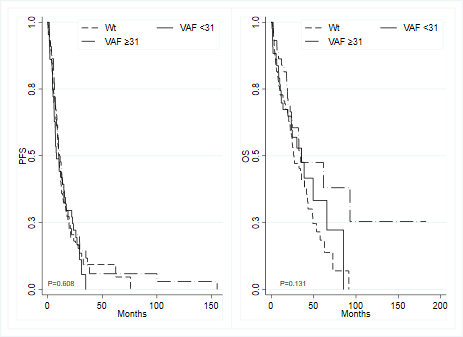 Wt VAF <31
VAF ≥31
PFS
1.0
0.8
0.5
0.3
0.0
P=0.608
0 50 100 150
Months
Wt VAF <31
VAF ≥31
OS
1.0
0.8
0.5
0.3
0.0
P=0.131
0 50 100 150 200
Months